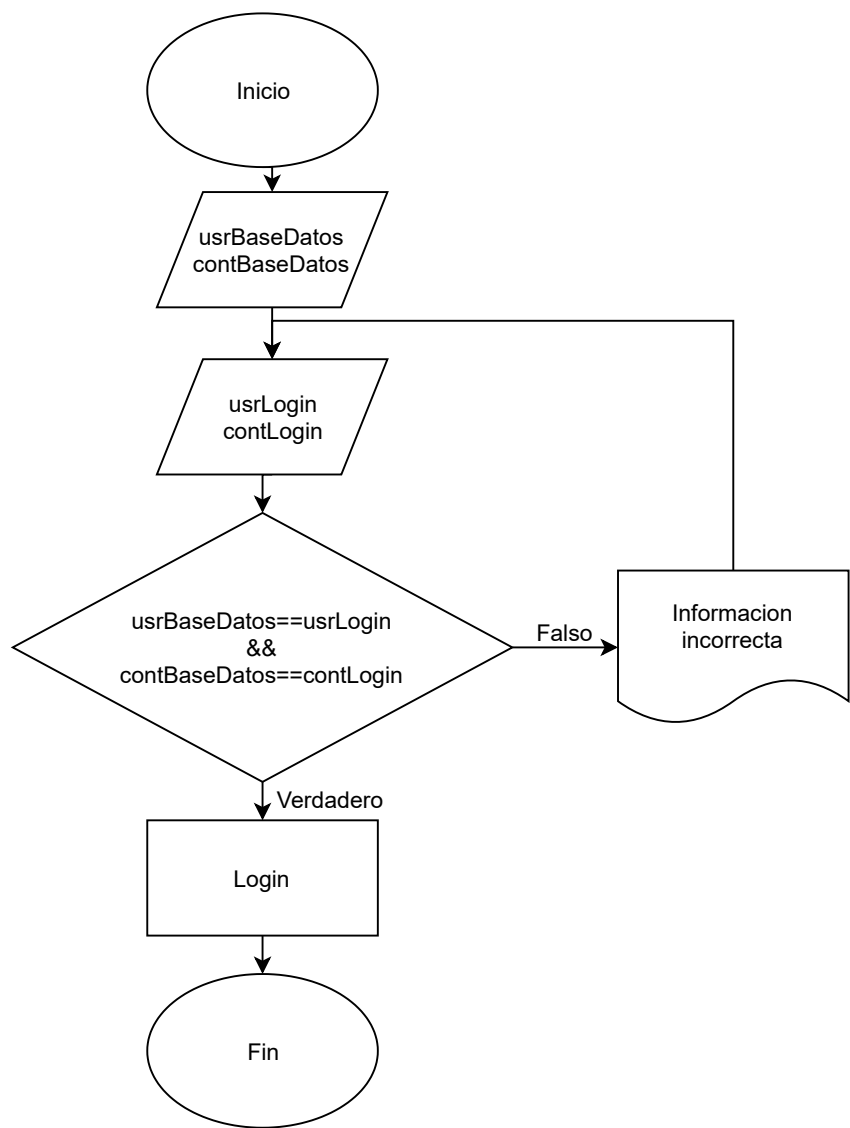 Inicio
usrBaseDatos
contBaseDatos
usrLogin
contLogin
usrBaseDatos==usrLogin
&&
contBaseDatos==contLogin
Falso
Informacion
incorrecta
Verdadero
Login
Fin